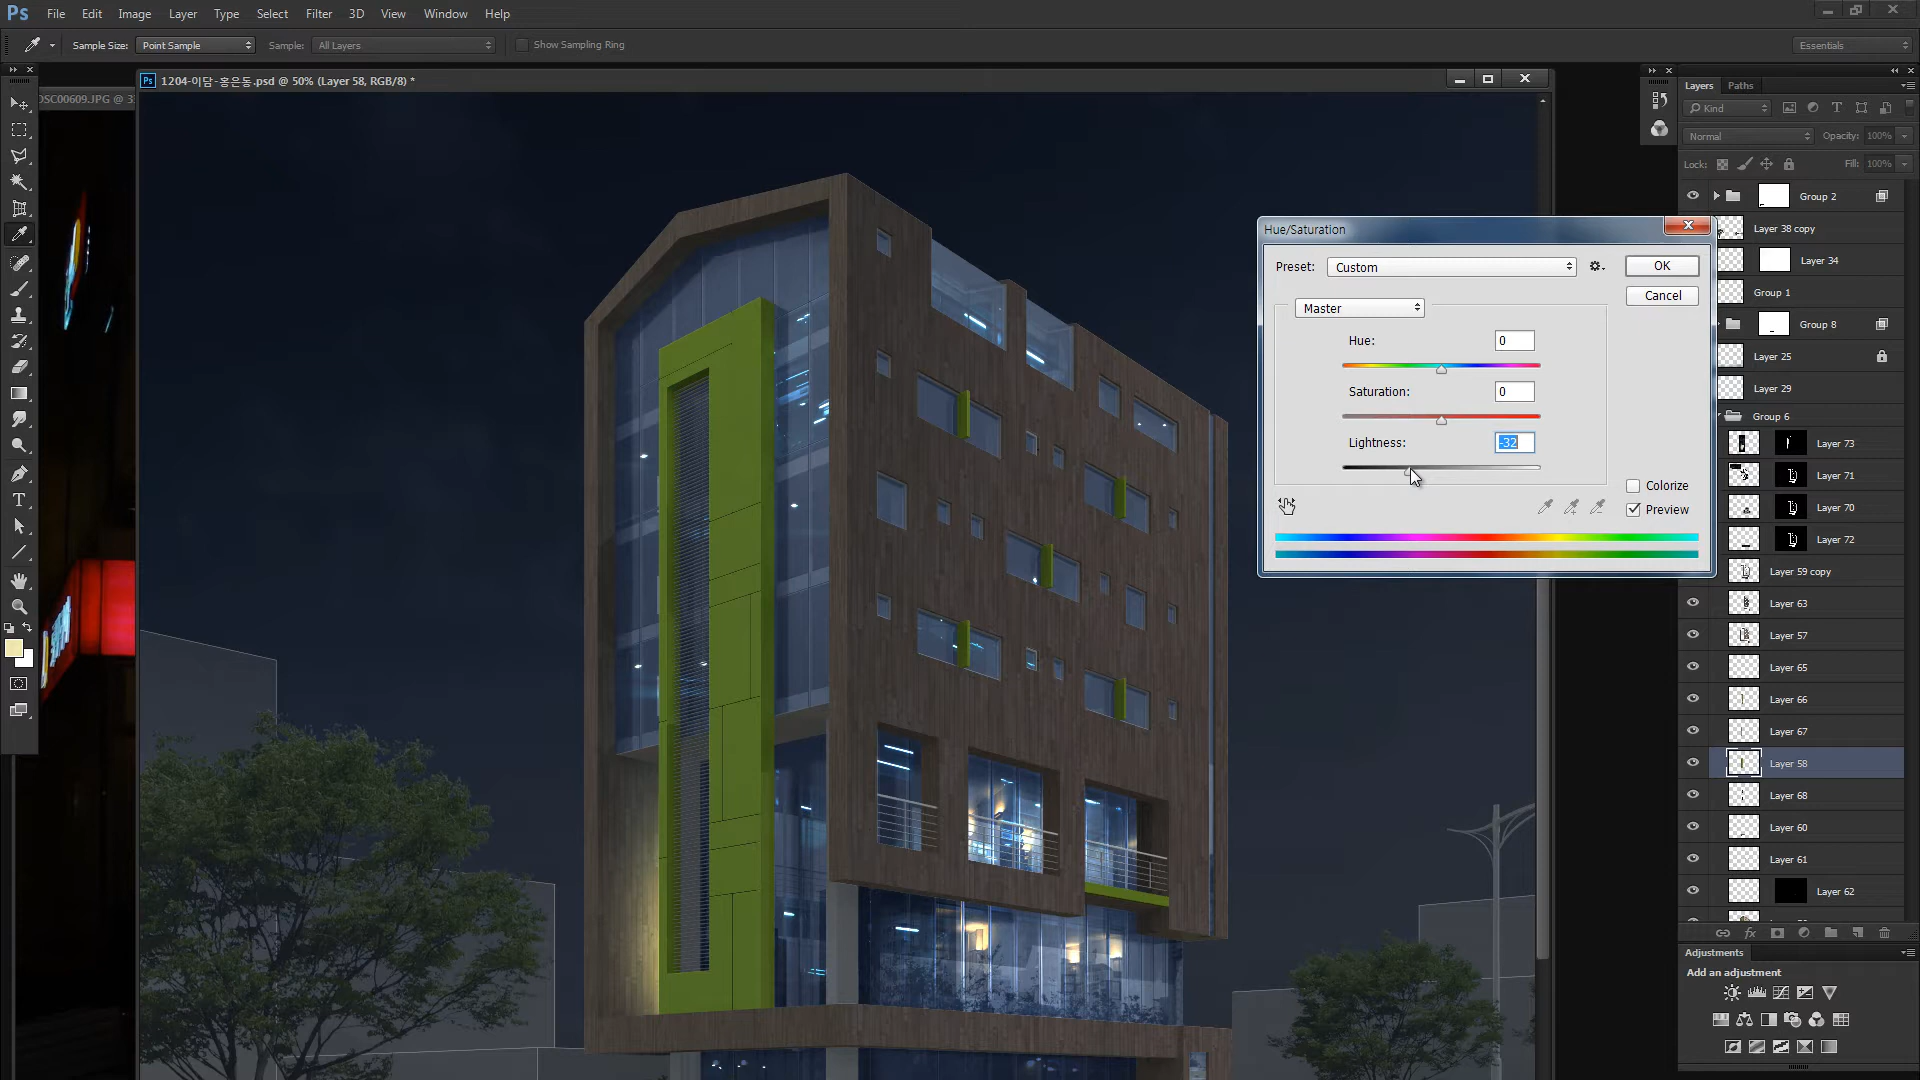 Ps File Edit Image Layer Type Select Filter 3D View Window Help
Sample Size: Point Sample Sample: All Layers Show Sampling Ring Essentials
DSC00609.JPG @ 3
Ps 1204-이담-홍은동.psd @ 50% (Layer 58, RGB/8) *
Hue/Saturation
Preset: Custom
OK
Cancel
Master
Hue: 0
Saturation: 0
Lightness: -32
Colorize
Preview
Layers Paths
Kind
Normal Opacity: 100%
Lock: Fill: 100%
Group 2
Layer 38 copy
Layer 34
Group 1
Group 8
Layer 25
Layer 29
Group 6
Layer 73
Layer 71
Layer 70
Layer 72
Layer 59 copy
Layer 63
Layer 57
Layer 65
Layer 66
Layer 67
Layer 58
Layer 68
Layer 60
Layer 61
Layer 62
fx
Adjustments
Add an adjustment